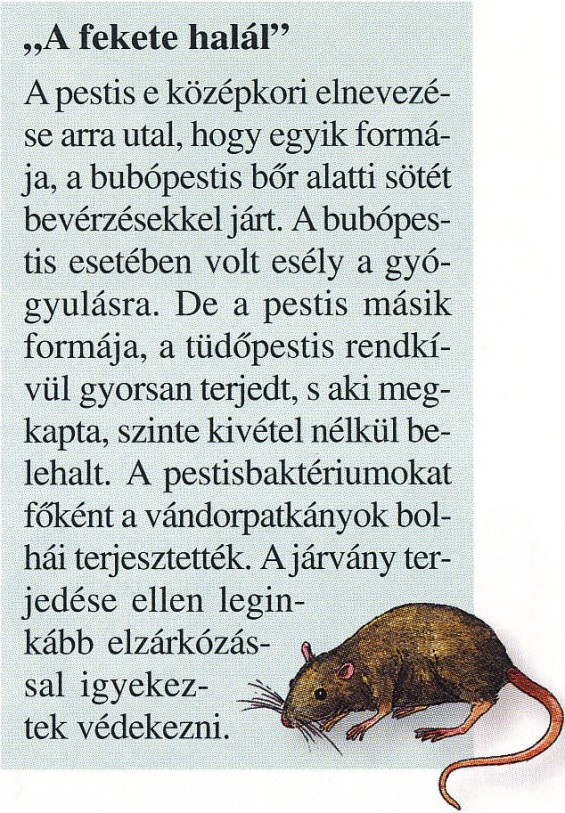 „A fekete halál”
A pestis e középkori elnevezé-
se arra utal, hogy egyik formá-
ja, a bubópestis bőr alatti sötét
bevérzésekkel járt. A bubópes-
tis esetében volt esély a gyó-
gyulásra. De a pestis másik
formája, a tüdőpestis rendkí-
vül gyorsan terjedt, s aki meg-
kapta, szinte kivétel nélkül be-
lehalt. A pestisbaktériumokat
főként a vándorpatkányok bol-
hái terjesztették. A járvány ter-
jedése ellen legin-
kább elzárkózás-
sal igyekez-
tek védekezni.